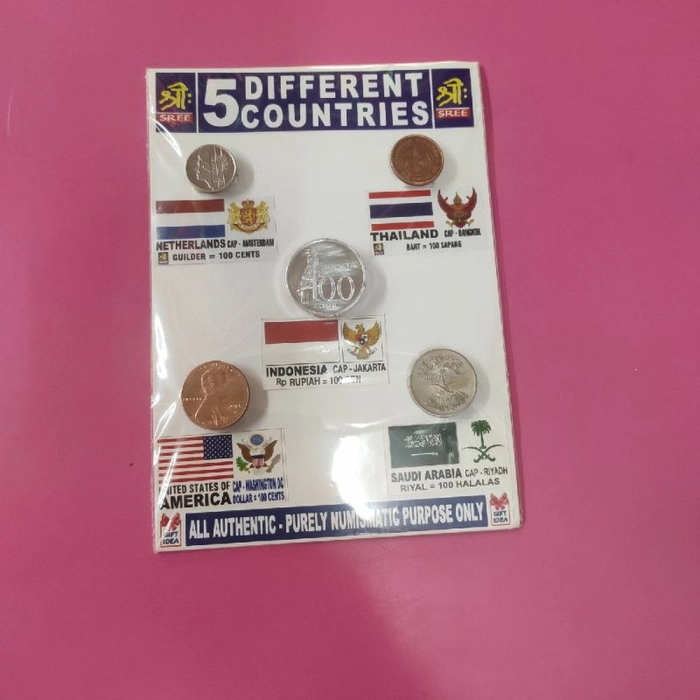 श्री:
SREE
5 DIFFERENT
COUNTRIES
श्री:
SREE
NETHERLANDS CAP - AMSTERDAM
GUILDER = 100 CENTS
THAILAND CAP - BANGKOK
BAHT = 100 SAPANG
100
INDONESIA CAP - JAKARTA
Rp RUPIAH = 100 SEN
UNITED STATES OF
AMERICA
CAP - WASHINGTON DC
DOLLAR = 100 CENTS
SAUDI ARABIA CAP - RIYADH
RIYAL = 100 HALALAS
GIFT
IDEA
ALL AUTHENTIC - PURELY NUMISMATIC PURPOSE ONLY
GIFT
IDEA